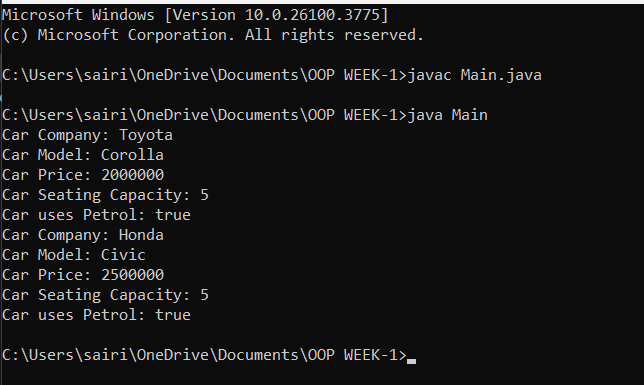 Microsoft Windows [Version 10.0.26100.3775]
(c) Microsoft Corporation. All rights reserved.
C:\Users\sairi\OneDrive\Documents\OOP WEEK-1>javac Main.java
C:\Users\sairi\OneDrive\Documents\OOP WEEK-1>java Main
Car Company: Toyota
Car Model: Corolla
Car Price: 2000000
Car Seating Capacity: 5
Car uses Petrol: true
Car Company: Honda
Car Model: Civic
Car Price: 2500000
Car Seating Capacity: 5
Car uses Petrol: true
C:\Users\sairi\OneDrive\Documents\OOP WEEK-1>